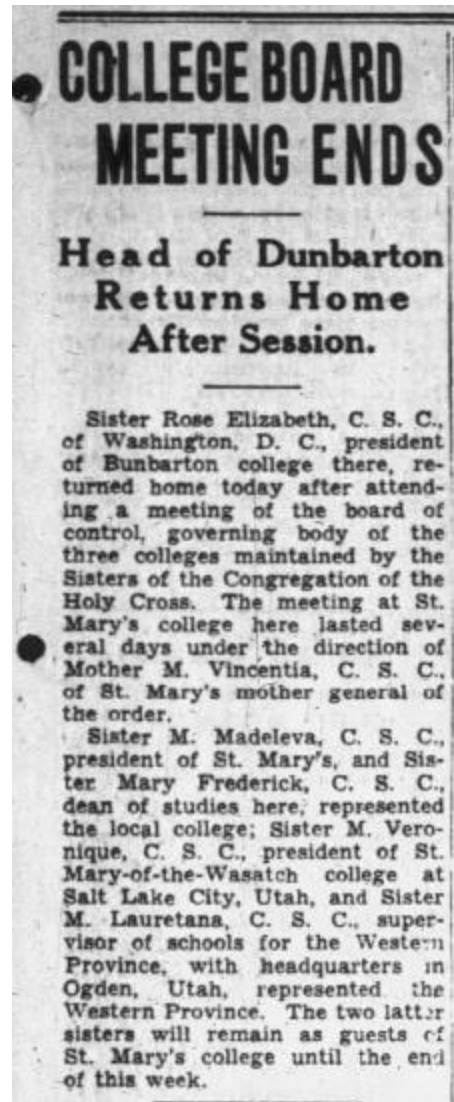 COLLEGE BOARD
MEETING ENDS
Head of Dunbarton
Returns Home
After Session.
Sister Rose Elizabeth, C. S. C.,
of Washington, D. C., president
of Bunbarton college there, re-
turned home today after attend-
ing a meeting of the board of
control, governing body of the
three colleges maintained by the
Sisters of the Congregation of the
Holy Cross. The meeting at St.
Mary's college here lasted sev-
eral days under the direction of
Mother M. Vincentia, C. S. C.,
of St. Mary's mother general of
the order.
Sister M. Madeleva, C. S. C.,
president of St. Mary's, and Sis-
ter Mary Frederick, C. S. C.,
dean of studies here, represented
the local college; Sister M. Vero-
nique, C. S. C., president of St.
Mary-of-the-Wasatch college at
Salt Lake City, Utah, and Sister
M. Lauretana, C. S. C., super-
visor of schools for the Western
Province, with headquarters in
Ogden, Utah, represented the
Western Province. The two latter
sisters will remain as guests of
St. Mary's college until the end
of this week.